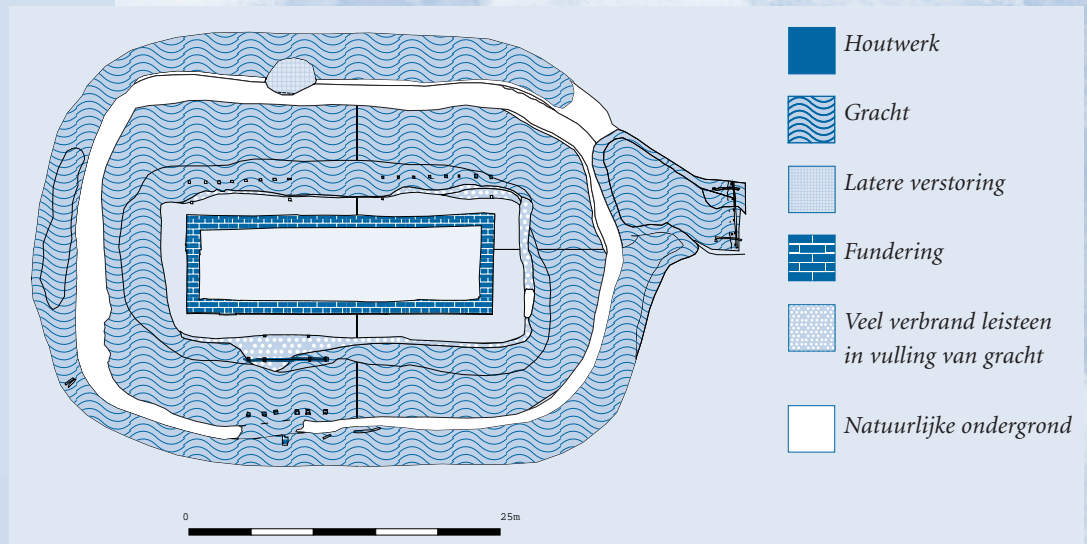 Houtwerk
Gracht
Latere verstoring
Fundering
Veel verbrand leisteen
in vulling van gracht
Natuurlijke ondergrond
0 25m